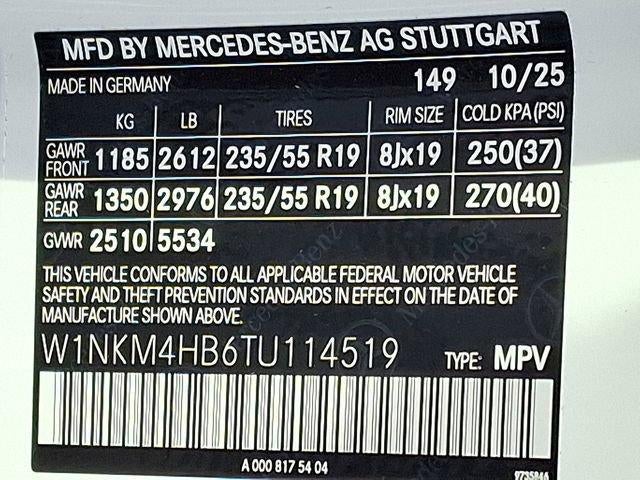 MFD BY MERCEDES-BENZ AG STUTTGART
MADE IN GERMANY 149 10/25
KG LB TIRES RIM SIZE COLD KPA (PSI)
GAWR FRONT 1185 2612 235/55 R19 8Jx19 250(37)
GAWR REAR 1350 2976 235/55 R19 8Jx19 270(40)
GVWR 2510 5534
THIS VEHICLE CONFORMS TO ALL APPLICABLE FEDERAL MOTOR VEHICLE
SAFETY AND THEFT PREVENTION STANDARDS IN EFFECT ON THE DATE OF
MANUFACTURE SHOWN ABOVE.
W1NKM4HB6TU114519 TYPE: MPV
A 000 817 54 04